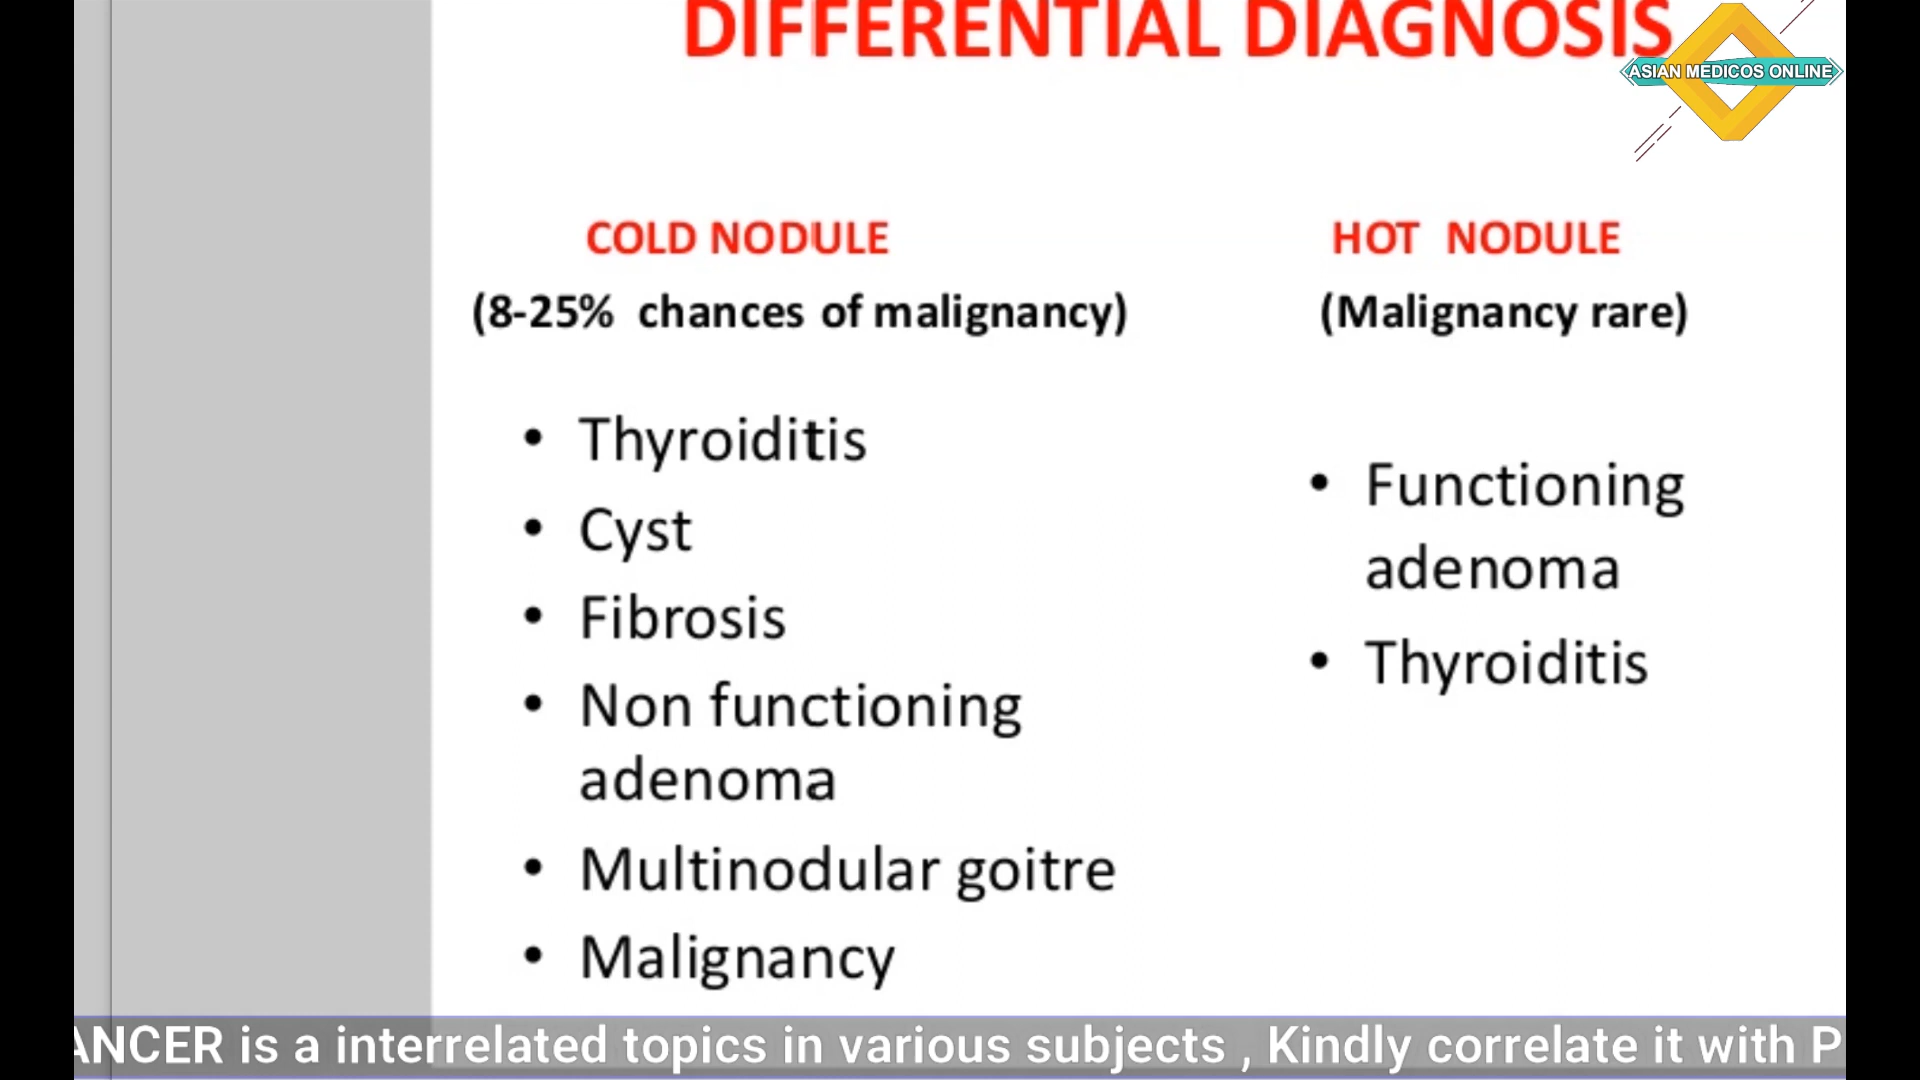 DIFFERENTIAL DIAGNOSIS
ASIAN MEDICOS ONLINE
COLD NODULE
(8-25% chances of malignancy)
• Thyroiditis
• Cyst
• Fibrosis
• Non functioning
adenoma
• Multinodular goitre
• Malignancy
HOT NODULE
(Malignancy rare)
• Functioning
adenoma
• Thyroiditis
ANCER is a interrelated topics in various subjects , Kindly correlate it with P